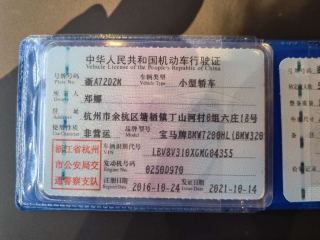 中华人民共和国机动车行驶证
Vehicle License of the People's Republic of China
号牌号码 浙A7202M 车辆类型 小型轿车
Plate No. Vehicle Type
所有人 郑娜
Owner
住址 杭州市余杭区塘栖镇丁山河村8组六庄18号
Address
使用性质 非营运 品牌型号 宝马牌BMW7200HL(BMW320
Use Character Model
浙江省杭州
市公安局交
通警察支队
车辆识别代号 LBV8V310XGMG04355
VIN
发动机号码 0250D970
Engine No.
注册日期 2016-10-24 发证日期 2021-10-14
Register Date Issue Date